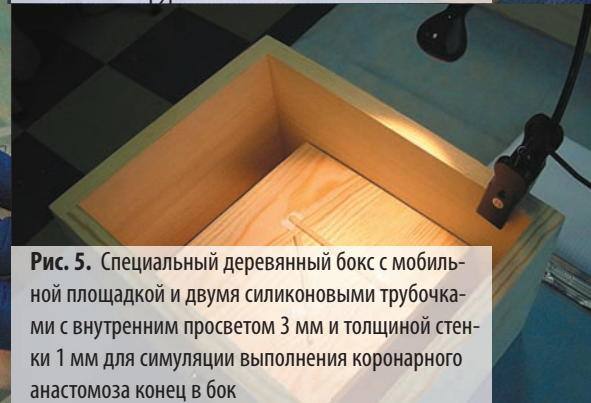 Рис. 5. Специальный деревянный бокс с мобиль-
ной площадкой и двумя силиконовыми трубочка-
ми с внутренним просветом 3 мм и толщиной стен-
ки 1 мм для симуляции выполнения коронарного
анастомоза конец в бок